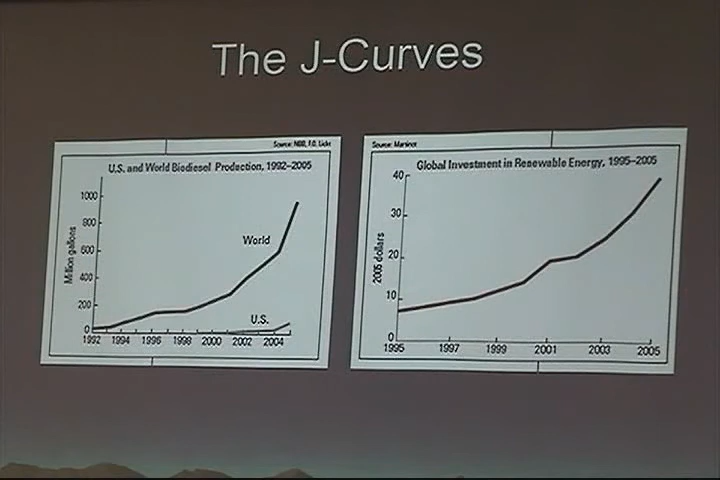 The J-Curves
Source: NBB, F.O. Licht
U.S. and World Biodiesel Production, 1992–2005
Million gallons
1000
800
600
400
200
0
World
U.S.
1992 1994 1996 1998 2000 2002 2004
Source: Martinot
Global Investment in Renewable Energy, 1995–2005
2005 dollars
40
30
20
10
0
1995 1997 1999 2001 2003 2005